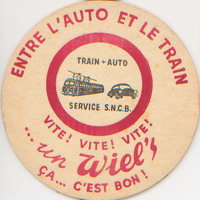 ENTRE L'AUTO ET LE TRAIN
TRAIN + AUTO
SERVICE S.N.C.B.
VITE! VITE! VITE!
... un Wiel's
ÇA... C'EST BON!